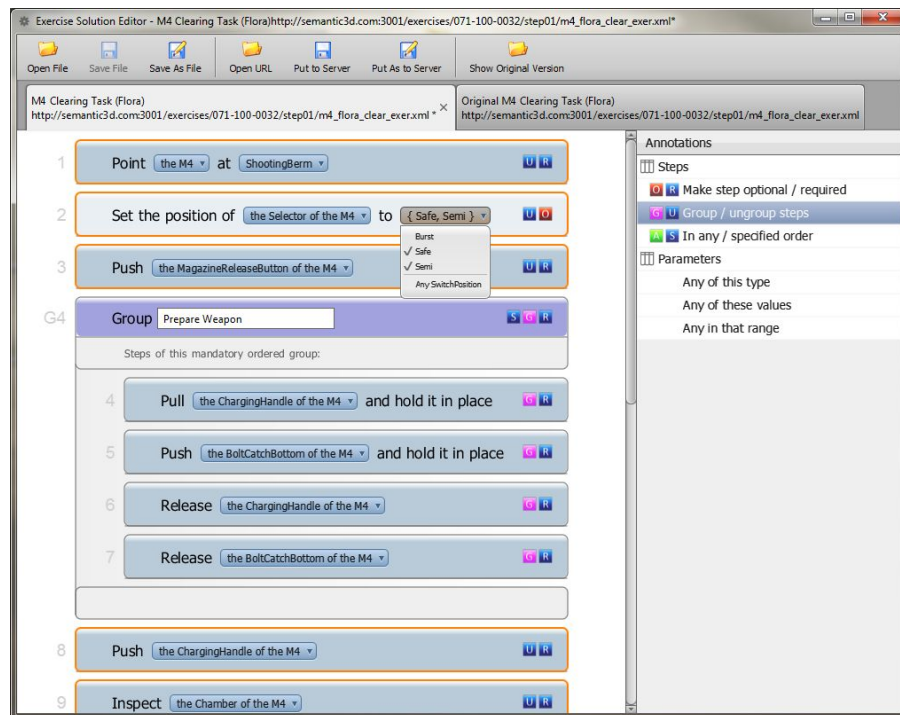 Exercise Solution Editor - M4 Clearing Task (Flora)http://semantic3d.com:3001/exercises/071-100-0032/step01/m4_flora_clear_exer.xml*
Open File Save File Save As File Open URL Put to Server Put As to Server Show Original Version
M4 Clearing Task (Flora)
http://semantic3d.com:3001/exercises/071-100-0032/step01/m4_flora_clear_exer.xml *
Original M4 Clearing Task (Flora)
http://semantic3d.com:3001/exercises/071-100-0032/step01/m4_flora_clear_exer.xml
1 Point the M4 at ShootingBerm U R
2 Set the position of the Selector of the M4 to { Safe, Semi } U O
Burst
✓ Safe
✓ Semi
Any SwitchPosition
3 Push the MagazineReleaseButton of the M4 U R
G4 Group Prepare Weapon S G R
Steps of this mandatory ordered group:
4 Pull the ChargingHandle of the M4 and hold it in place G R
5 Push the BoltCatchBottom of the M4 and hold it in place G R
6 Release the ChargingHandle of the M4 G R
7 Release the BoltCatchBottom of the M4 G R
8 Push the ChargingHandle of the M4 U R
9 Inspect the Chamber of the M4 U R
Annotations
Steps
O R Make step optional / required
G U Group / ungroup steps
A S In any / specified order
Parameters
Any of this type
Any of these values
Any in that range